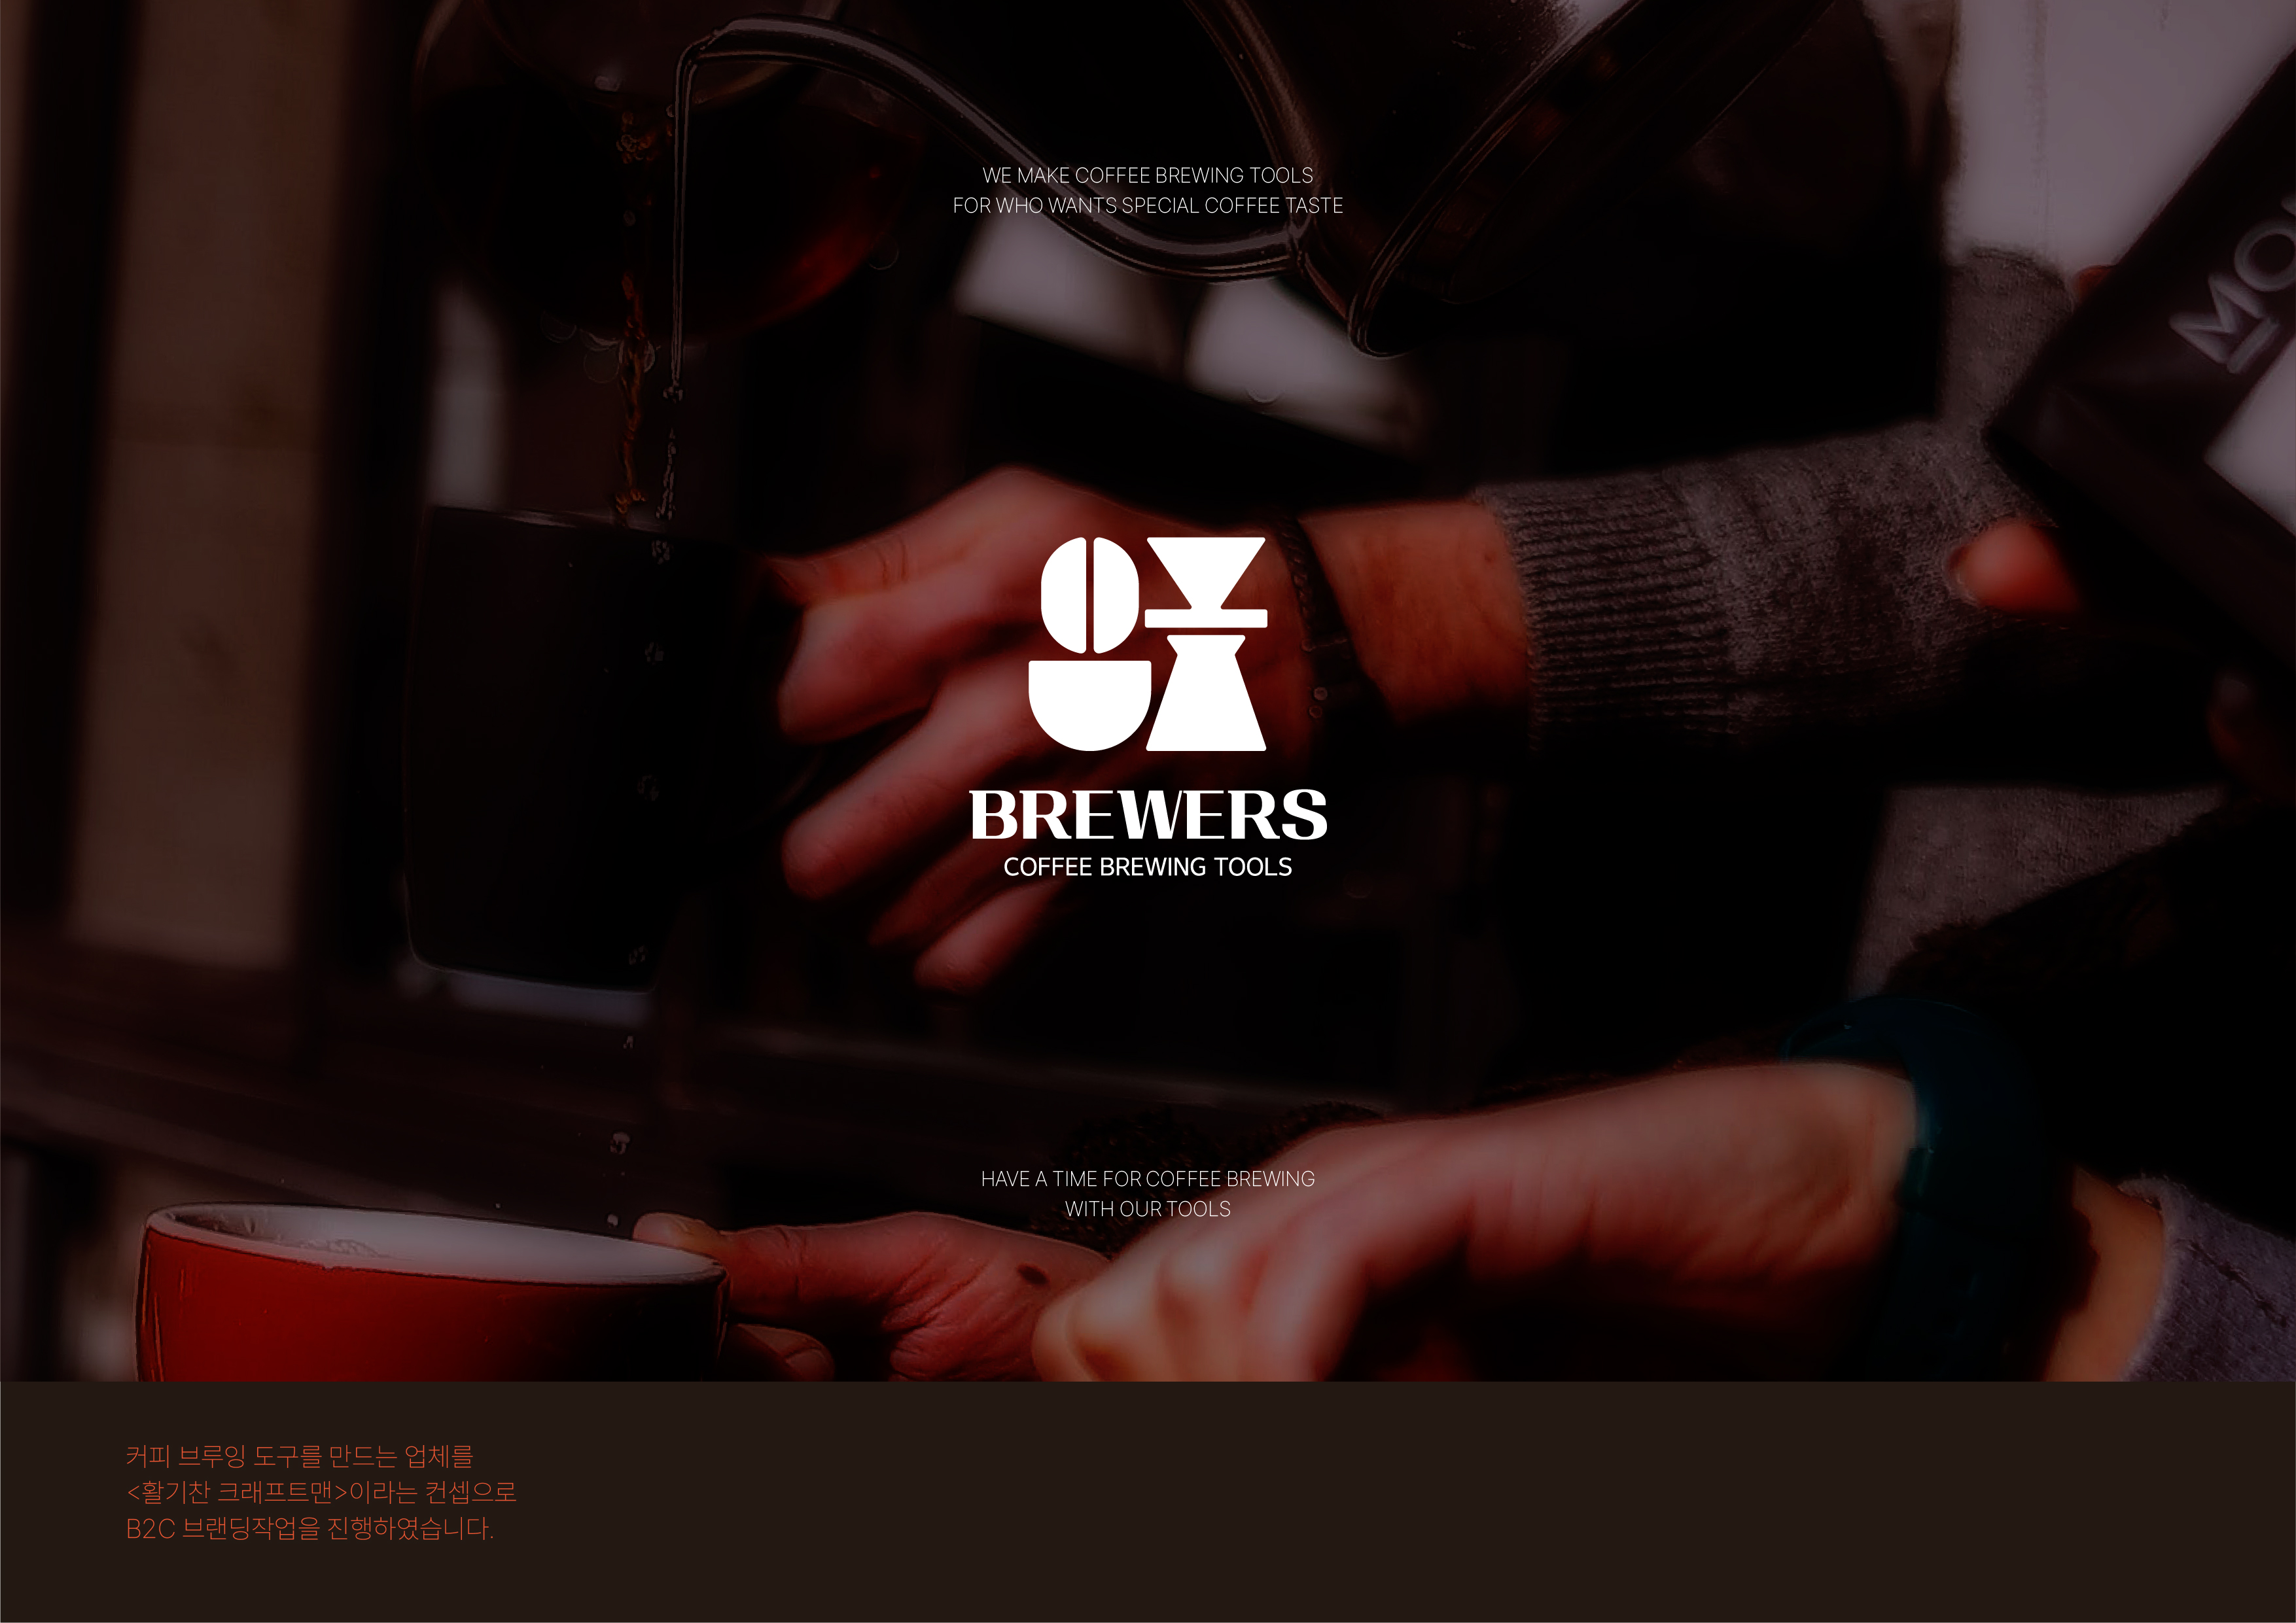 WE MAKE COFFEE BREWING TOOLS
FOR WHO WANTS SPECIAL COFFEE TASTE
MO
BREWERS
COFFEE BREWING TOOLS
HAVE A TIME FOR COFFEE BREWING
WITH OUR TOOLS
커피 브루잉 도구를 만드는 업체를
<활기찬 크래프트맨>이라는 컨셉으로
B2C 브랜딩작업을 진행하였습니다.